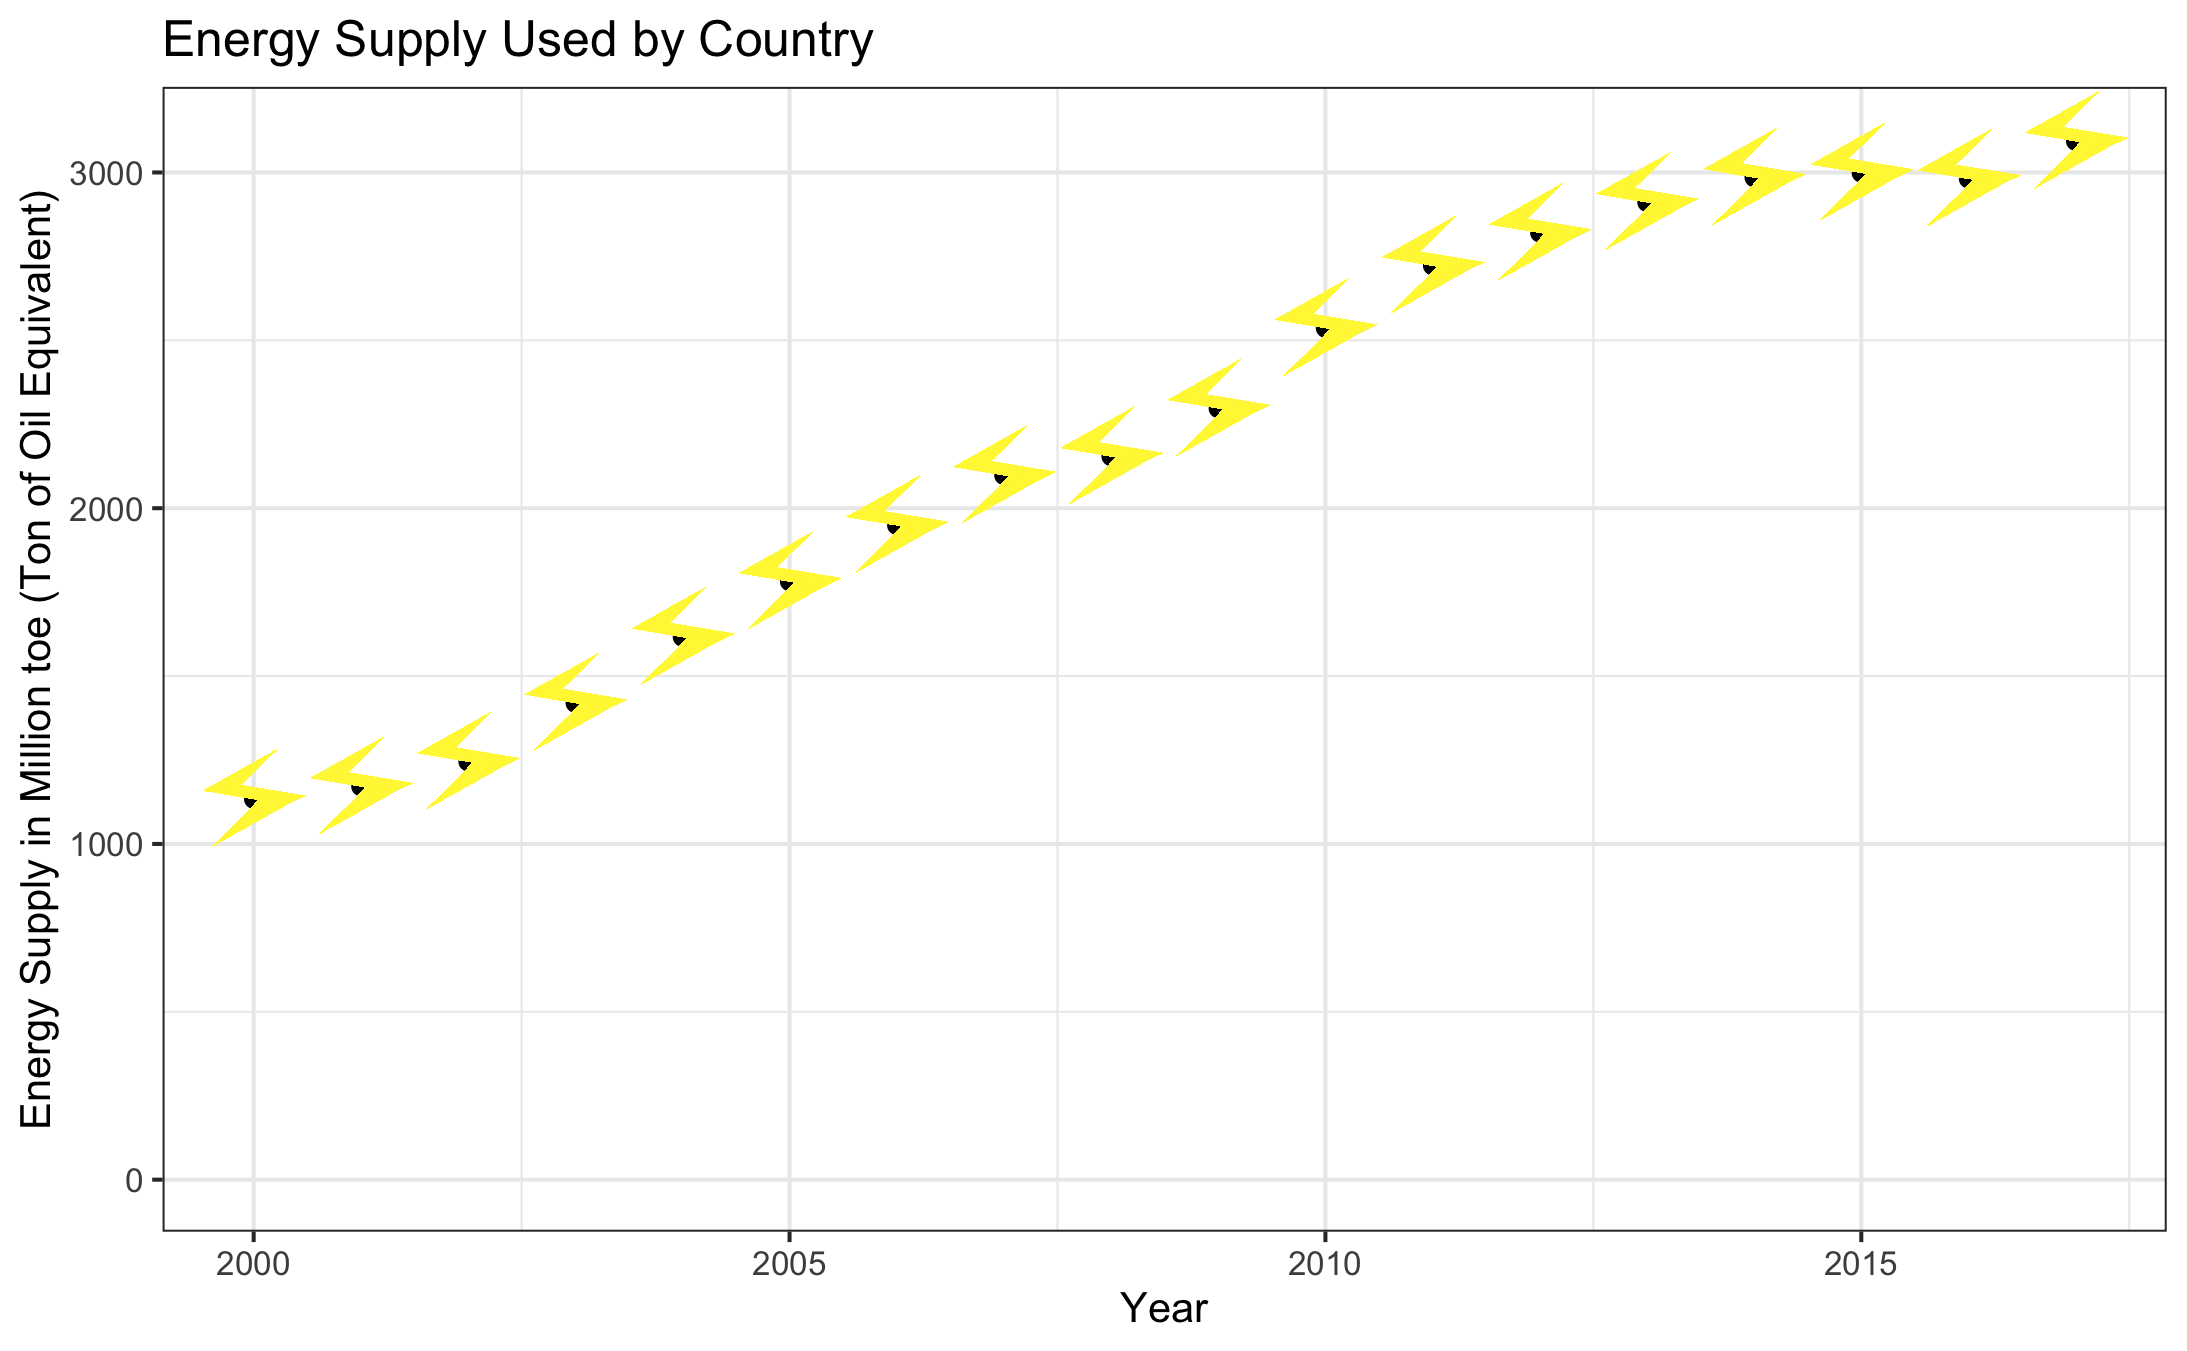 Energy Supply Used by Country
Energy Supply in Million toe (Ton of Oil Equivalent)
3000
2000
1000
0
2000 2005 2010 2015
Year